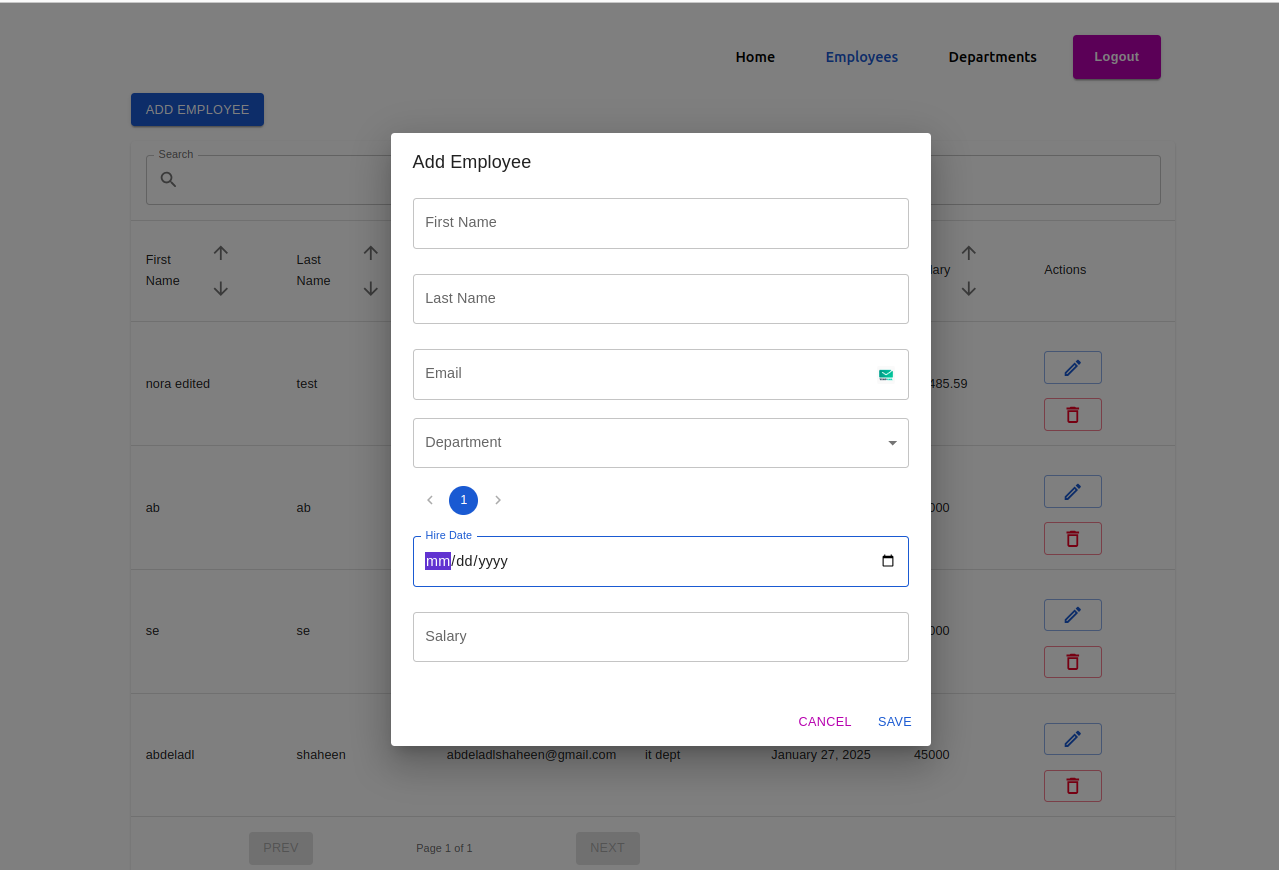 Home Employees Departments Logout
ADD EMPLOYEE
Search
Add Employee
First Name
Last Name
Email
Department
1
Hire Date
mm/dd/yyyy
Salary
CANCEL SAVE
First Name Last Name lary Actions
nora edited test 485.59
ab ab 000
se se 000
abdeladl shaheen abdeladlshaheen@gmail.com it dept January 27, 2025 45000
PREV Page 1 of 1 NEXT